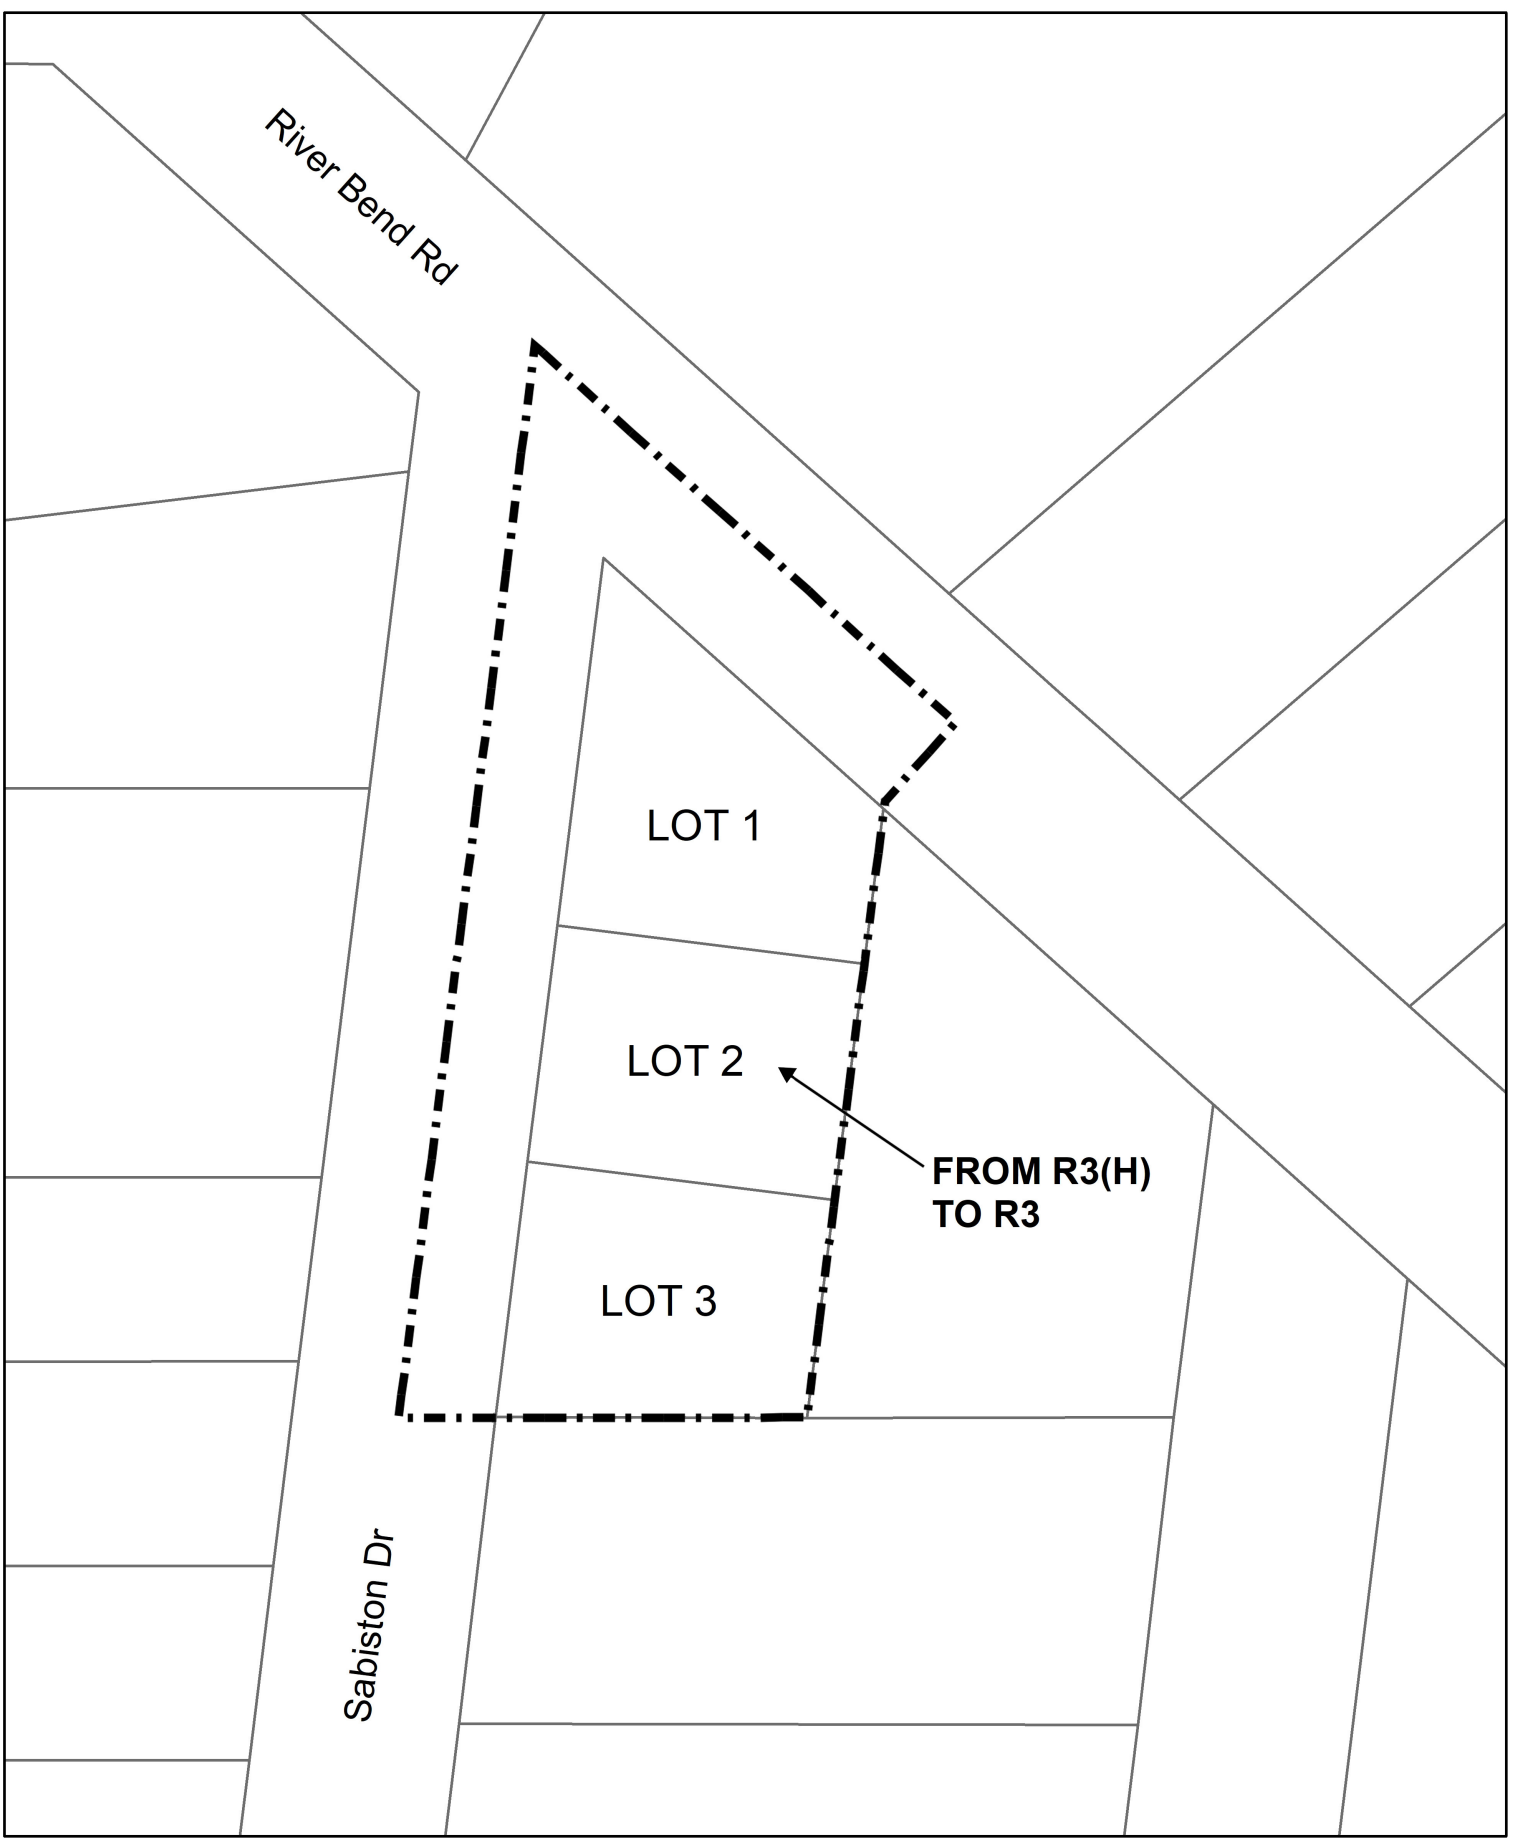 River Bend Rd
LOT 1
LOT 2
FROM R3(H)
TO R3
LOT 3
Sabiston Dr